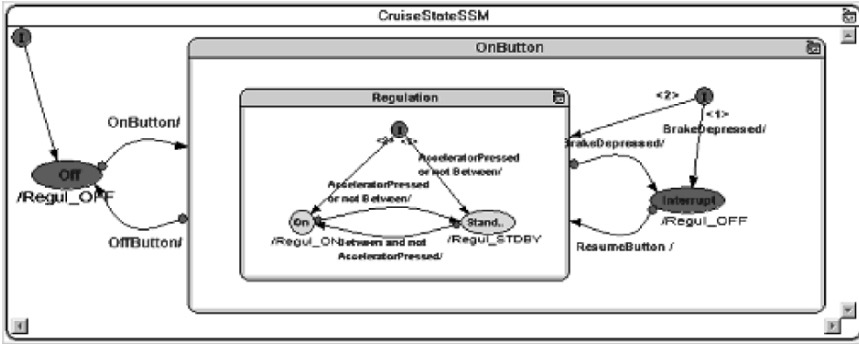 CruiseStateSSM
I
OnButton
Regulation
I
<2>
<1>
BrakeDepressed/
I
<2>
OnButton/
AcceleratorPressed
or not Between/
BrakeDepressed/
Off
/Regul_OFF
AcceleratorPressed
or not Between/
Interrupt
/Regul_OFF
On
Stand..
/Regul_ON
/Regul_STDBY
OffButton/
between and not
AcceleratorPressed/
ResumeButton /